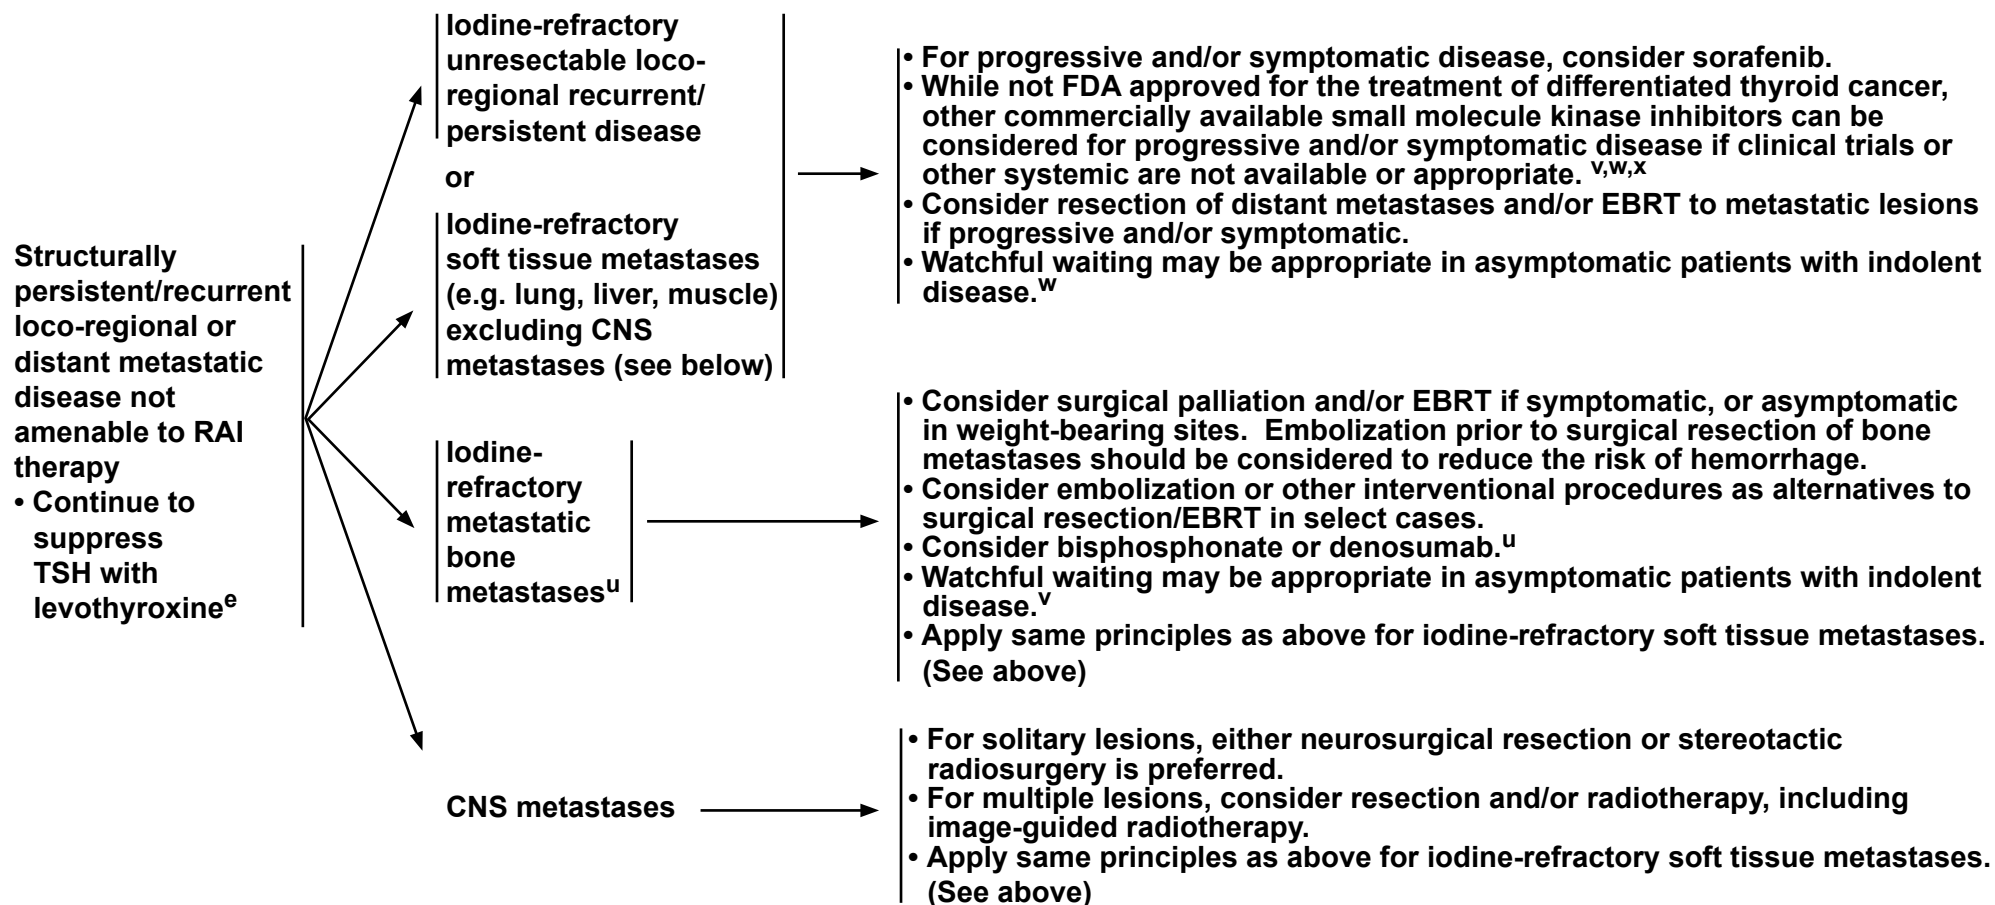 Structurally
persistent/recurrent
loco-regional or
distant metastatic
disease not
amenable to RAI
therapy
• Continue to
suppress
TSH with
levothyroxineᵉ
Iodine-refractory
unresectable loco-
regional recurrent/
persistent disease
or
Iodine-refractory
soft tissue metastases
(e.g. lung, liver, muscle)
excluding CNS
metastases (see below)
• For progressive and/or symptomatic disease, consider sorafenib.
• While not FDA approved for the treatment of differentiated thyroid cancer,
other commercially available small molecule kinase inhibitors can be
considered for progressive and/or symptomatic disease if clinical trials or
other systemic are not available or appropriate. ᵛ,ʷ,ˣ
• Consider resection of distant metastases and/or EBRT to metastatic lesions
if progressive and/or symptomatic.
• Watchful waiting may be appropriate in asymptomatic patients with indolent
disease.ʷ
Iodine-
refractory
metastatic
bone
metastasesᵘ
• Consider surgical palliation and/or EBRT if symptomatic, or asymptomatic
in weight-bearing sites. Embolization prior to surgical resection of bone
metastases should be considered to reduce the risk of hemorrhage.
• Consider embolization or other interventional procedures as alternatives to
surgical resection/EBRT in select cases.
• Consider bisphosphonate or denosumab.ᵘ
• Watchful waiting may be appropriate in asymptomatic patients with indolent
disease.ᵛ
• Apply same principles as above for iodine-refractory soft tissue metastases.
(See above)
CNS metastases
• For solitary lesions, either neurosurgical resection or stereotactic
radiosurgery is preferred.
• For multiple lesions, consider resection and/or radiotherapy, including
image-guided radiotherapy.
• Apply same principles as above for iodine-refractory soft tissue metastases.
(See above)